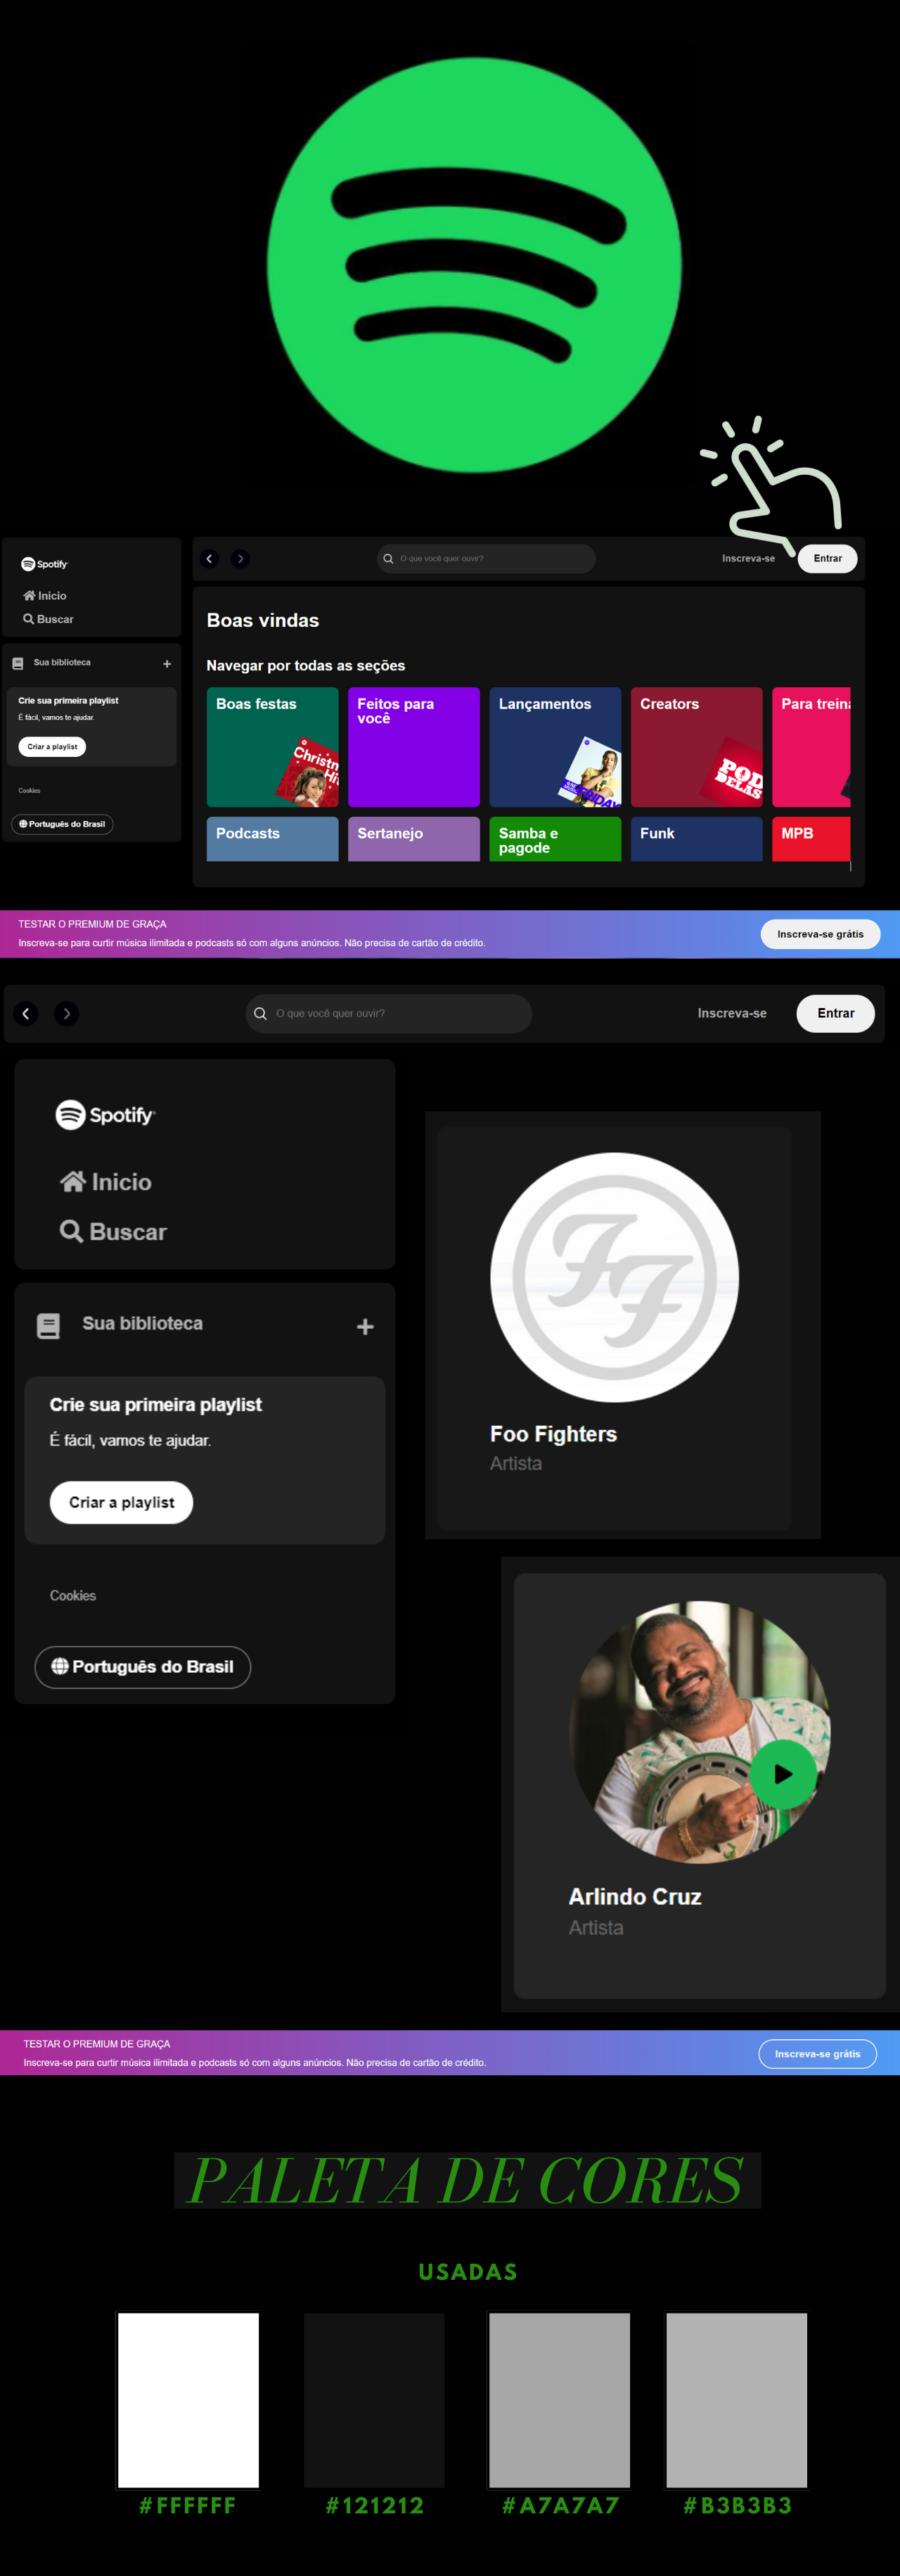 Spotify
Inicio
Buscar
Sua biblioteca
Crie sua primeira playlist
É fácil, vamos te ajudar.
Criar a playlist
Cookies
Português do Brasil
O que você quer ouvir?
Inscreva-se
Entrar
Boas vindas
Navegar por todas as seções
Boas festas
Feitos para
você
Lançamentos
Creators
Para trein
Christm
Hit
FRIDAY
POD
DELAS
Podcasts
Sertanejo
Samba e
pagode
Funk
MPB
TESTAR O PREMIUM DE GRAÇA
Inscreva-se para curtir música ilimitada e podcasts só com alguns anúncios. Não precisa de cartão de crédito.
Inscreva-se grátis
O que você quer ouvir?
Inscreva-se
Entrar
Spotify
Inicio
Buscar
Sua biblioteca
Crie sua primeira playlist
É fácil, vamos te ajudar.
Criar a playlist
Cookies
Português do Brasil
FF
Foo Fighters
Artista
Arlindo Cruz
Artista
TESTAR O PREMIUM DE GRAÇA
Inscreva-se para curtir música ilimitada e podcasts só com alguns anúncios. Não precisa de cartão de crédito.
Inscreva-se grátis
PALETA DE CORES
USADAS
#FFFFFF
#121212
#A7A7A7
#B3B3B3